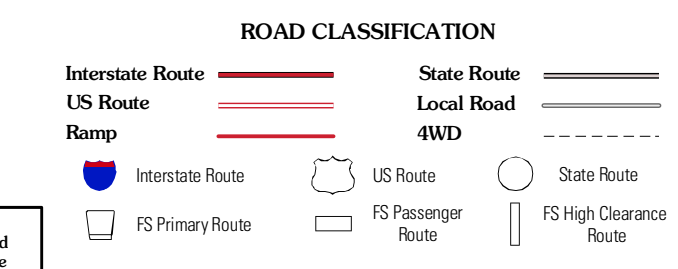 ROAD CLASSIFICATION
Interstate Route
State Route
US Route
Local Road
Ramp
4WD
Interstate Route
US Route
State Route
FS Primary Route
FS Passenger
Route
FS High Clearance
Route